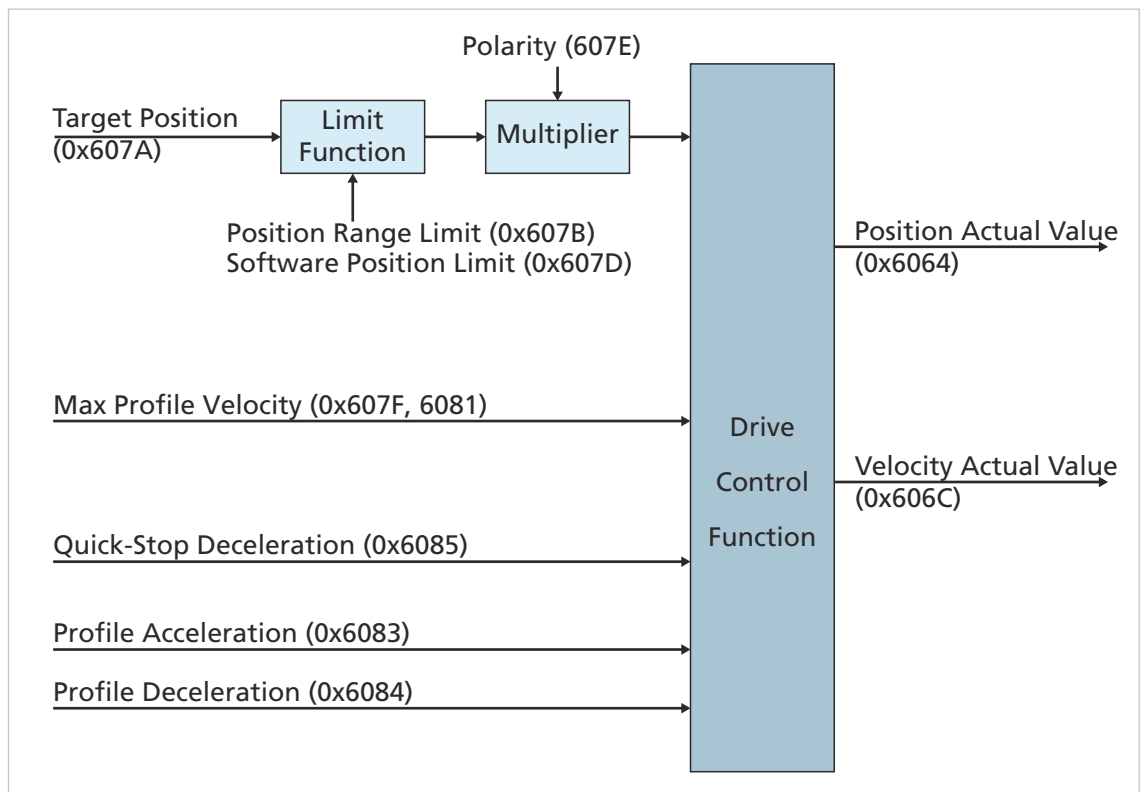 Polarity (607E)
Target Position
(0x607A)
Limit
Function
Multiplier
Position Range Limit (0x607B)
Software Position Limit (0x607D)
Position Actual Value
(0x6064)
Max Profile Velocity (0x607F, 6081)
Drive
Control
Function
Velocity Actual Value
(0x606C)
Quick-Stop Deceleration (0x6085)
Profile Acceleration (0x6083)
Profile Deceleration (0x6084)